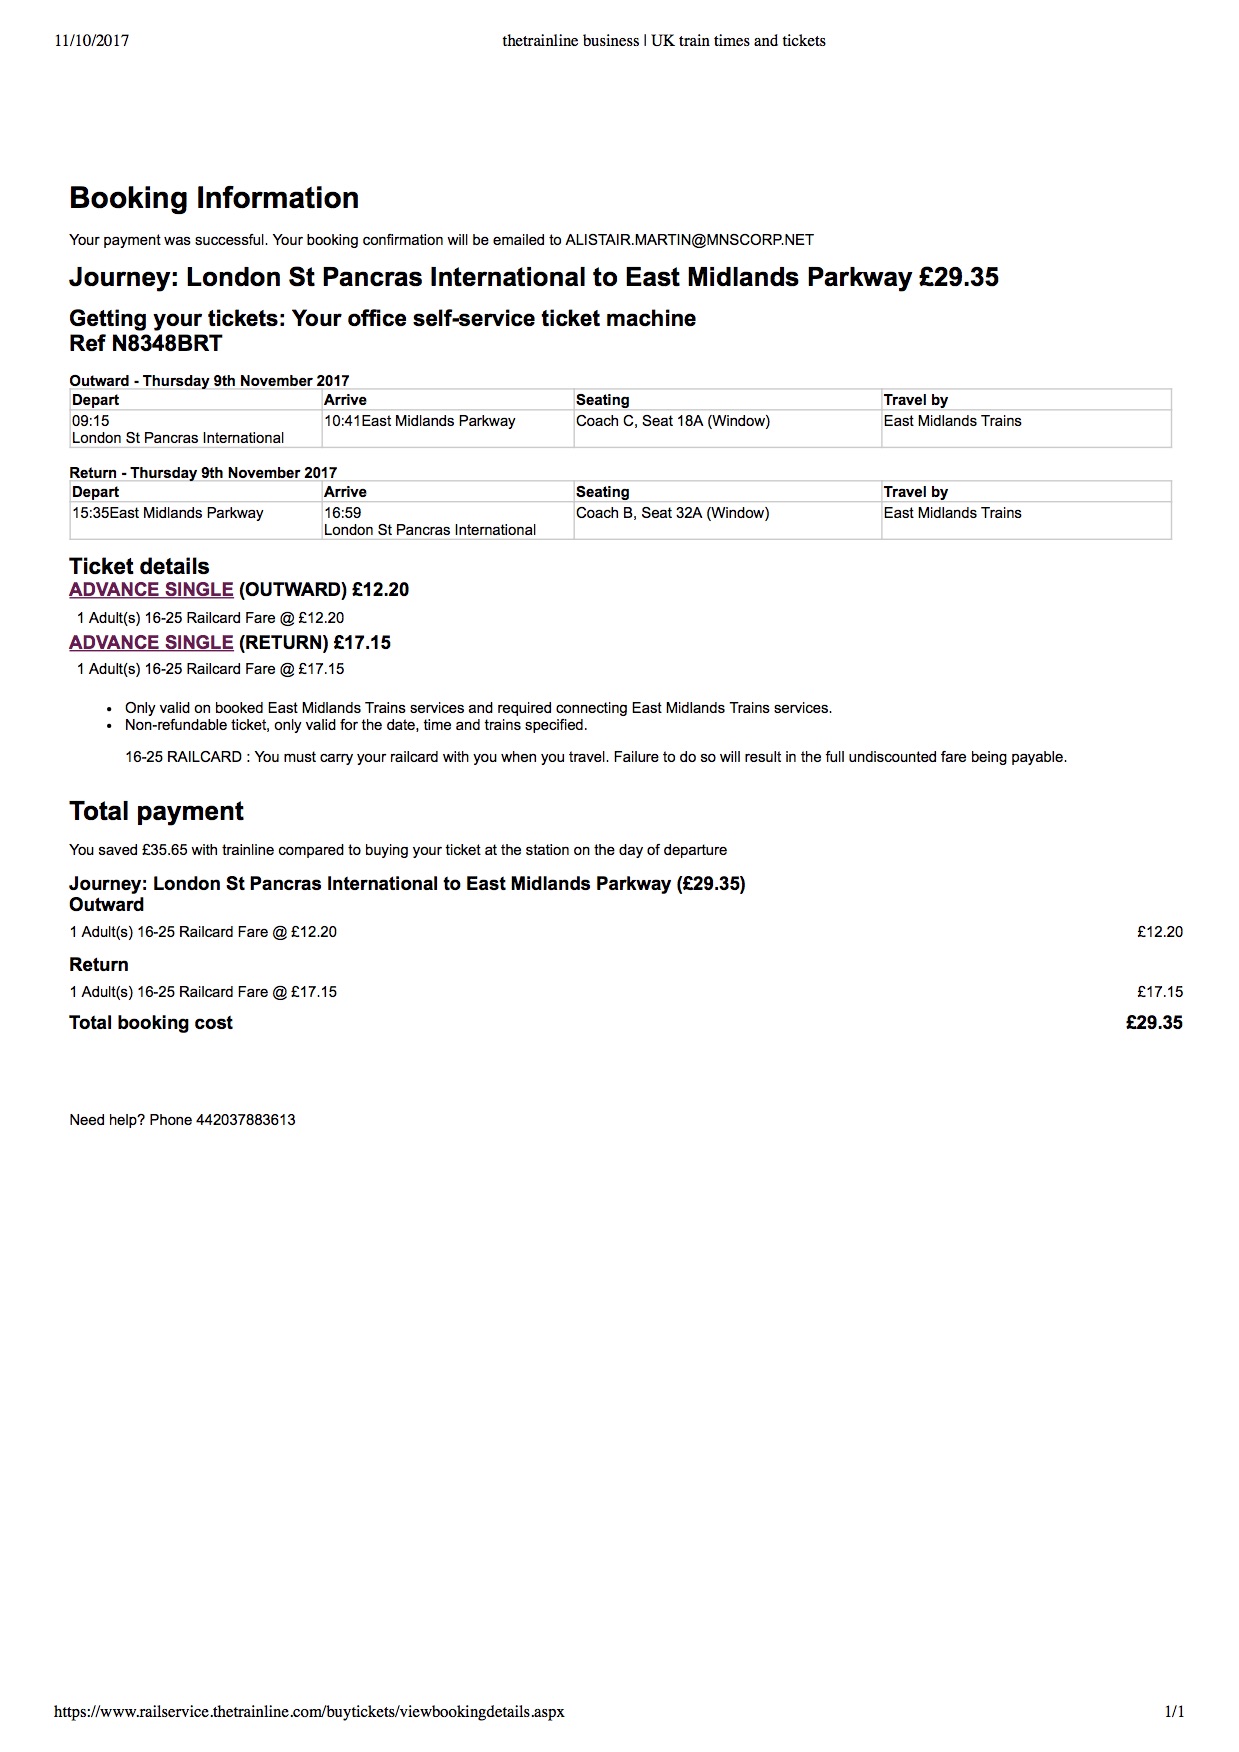 11/10/2017 thetrainline business | UK train times and tickets
Booking Information
Your payment was successful. Your booking confirmation will be emailed to ALISTAIR.MARTIN@MNSCORP.NET
Journey: London St Pancras International to East Midlands Parkway £29.35
Getting your tickets: Your office self-service ticket machine
Ref N8348BRT
Outward - Thursday 9th November 2017
Depart Arrive Seating Travel by
09:15 10:41East Midlands Parkway Coach C, Seat 18A (Window) East Midlands Trains
London St Pancras International
Return - Thursday 9th November 2017
Depart Arrive Seating Travel by
15:35East Midlands Parkway 16:59 Coach B, Seat 32A (Window) East Midlands Trains
London St Pancras International
Ticket details
ADVANCE SINGLE (OUTWARD) £12.20
1 Adult(s) 16-25 Railcard Fare @ £12.20
ADVANCE SINGLE (RETURN) £17.15
1 Adult(s) 16-25 Railcard Fare @ £17.15
• Only valid on booked East Midlands Trains services and required connecting East Midlands Trains services.
• Non-refundable ticket, only valid for the date, time and trains specified.
16-25 RAILCARD : You must carry your railcard with you when you travel. Failure to do so will result in the full undiscounted fare being payable.
Total payment
You saved £35.65 with trainline compared to buying your ticket at the station on the day of departure
Journey: London St Pancras International to East Midlands Parkway (£29.35)
Outward
1 Adult(s) 16-25 Railcard Fare @ £12.20 £12.20
Return
1 Adult(s) 16-25 Railcard Fare @ £17.15 £17.15
Total booking cost £29.35
Need help? Phone 442037883613
https://www.railservice.thetrainline.com/buytickets/viewbookingdetails.aspx 1/1